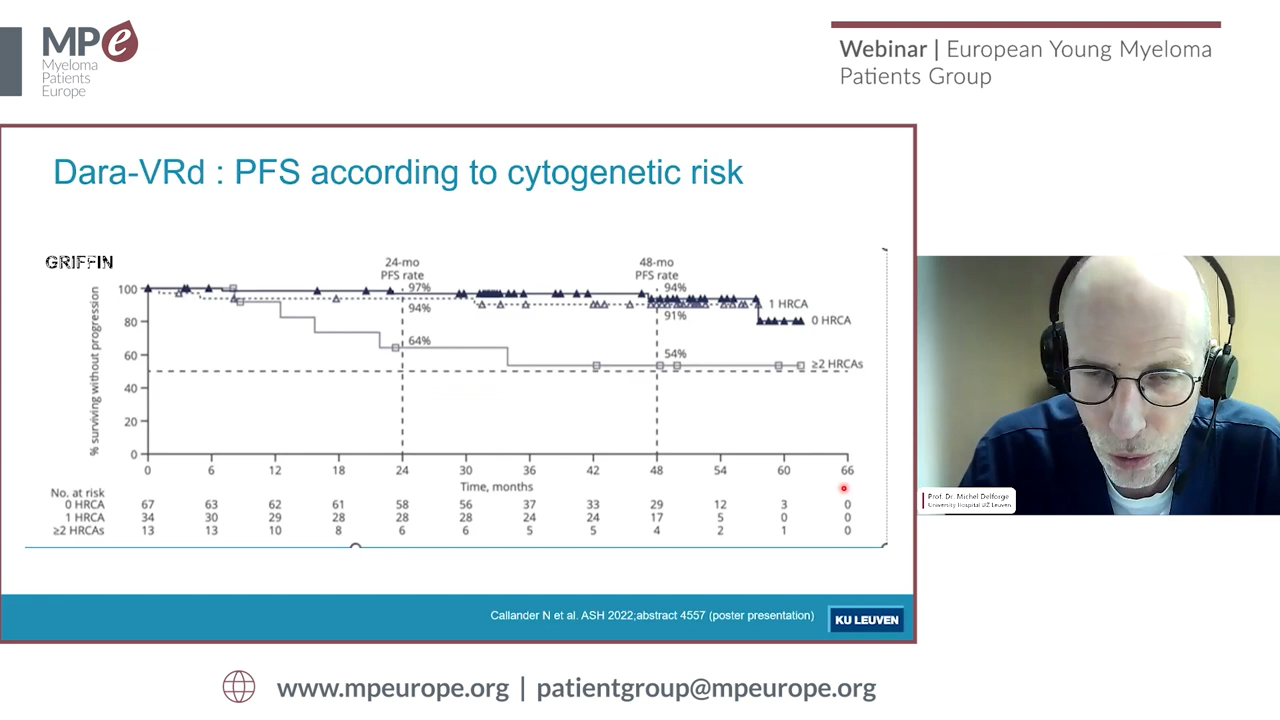 MPe
Myeloma
Patients
Europe
Webinar | European Young Myeloma
Patients Group
Dara-VRd : PFS according to cytogenetic risk
GRIFFIN
24-mo
PFS rate
48-mo
PFS rate
% surviving without progression
100
80
60
40
20
0
97%
94%
64%
94%
91%
54%
1 HRCA
0 HRCA
≥2 HRCAs
0 6 12 18 24 30 36 42 48 54 60 66
Time, months
No. at risk
0 HRCA 67 63 62 61 58 56 37 33 29 12 3 0
1 HRCA 34 30 29 28 28 28 24 24 17 5 0 0
≥2 HRCAs 13 13 10 8 6 6 5 5 4 2 1 0
Callander N et al. ASH 2022;abstract 4557 (poster presentation)
KU LEUVEN
Prof. Dr. Michel Delforge
University Hospital UZ Leuven
www.mpeurope.org | patientgroup@mpeurope.org